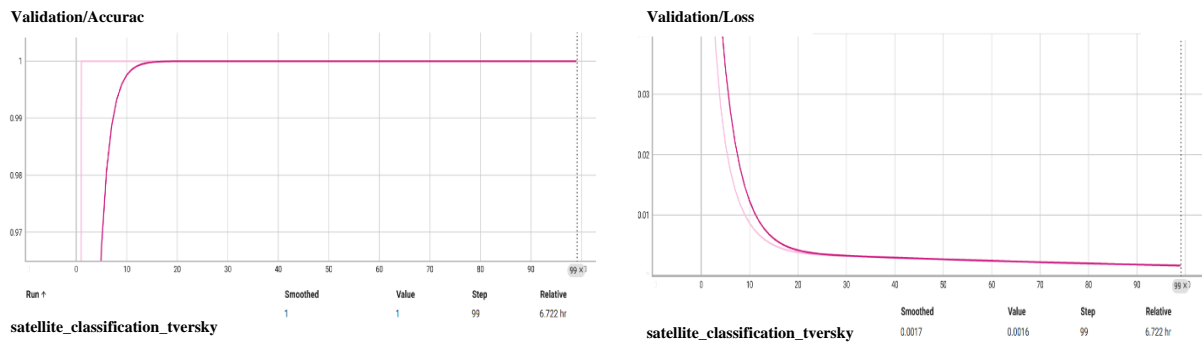 Validation/Accurac
1
0.99
0.98
0.97
0 10 20 30 40 50 60 70 80 90 99
Run ↑ Smoothed Value Step Relative
1 1 99 6.722 hr
satellite_classification_tversky
Validation/Loss
0.03
0.02
0.01
0 10 20 30 40 50 60 70 80 90 99
Smoothed Value Step Relative
satellite_classification_tversky 0.0017 0.0016 99 6.722 hr